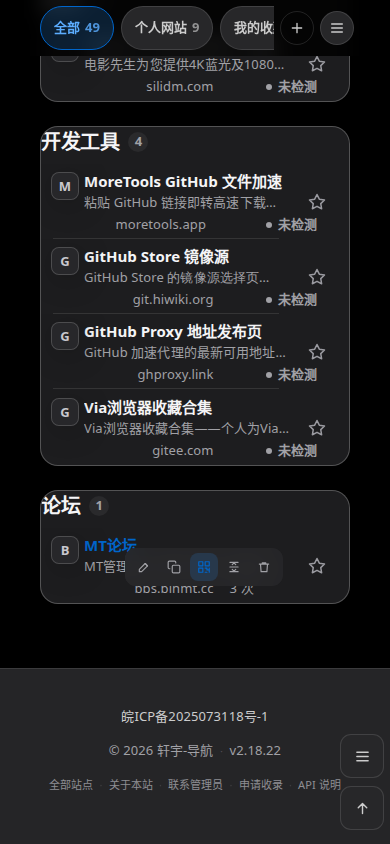 全部 49 个人网站 9 我的收
电影先生为您提供4K蓝光及1080...
silidm.com 未检测
开发工具 4
M MoreTools GitHub 文件加速
粘贴 GitHub 链接即转高速下载...
moretools.app 未检测
G GitHub Store 镜像源
GitHub Store 的镜像源选择页...
git.hiwiki.org 未检测
G GitHub Proxy 地址发布页
GitHub 加速代理的最新可用地址...
ghproxy.link 未检测
G Via浏览器收藏合集
Via浏览器收藏合集——个人为Via...
gitee.com 未检测
论坛 1
B MT论坛
MT管理
bbs.binmt.cc 3 次
皖ICP备2025073118号-1
© 2026 轩宇-导航 · v2.18.22
全部站点 · 关于本站 · 联系管理员 · 申请收录 · API 说明